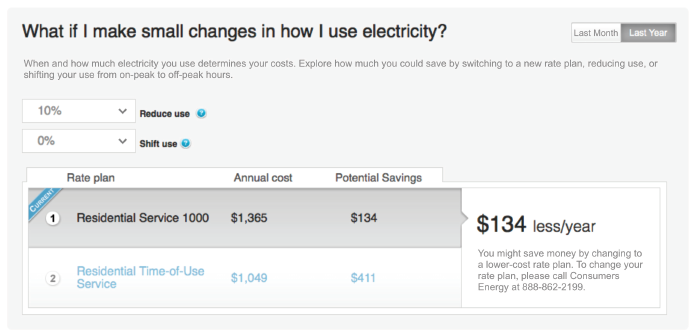 What if I make small changes in how I use electricity?
Last Month Last Year
When and how much electricity you use determines your costs. Explore how much you could save by switching to a new rate plan, reducing use, or
shifting your use from on-peak to off-peak hours.
10% Reduce use ?
0% Shift use ?
Rate plan Annual cost Potential Savings
CURRENT
1 Residential Service 1000 $1,365 $134
2 Residential Time-of-Use
Service $1,049 $411
$134 less/year
You might save money by changing to
a lower-cost rate plan. To change your
rate plan, please call Consumers
Energy at 888-862-2199.